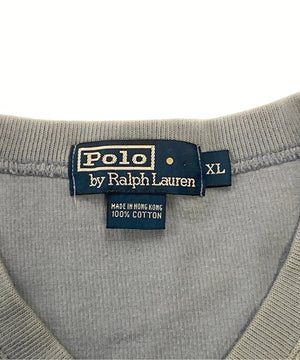 Polo
by Ralph Lauren
XL
MADE IN HONG KONG
100% COTTON